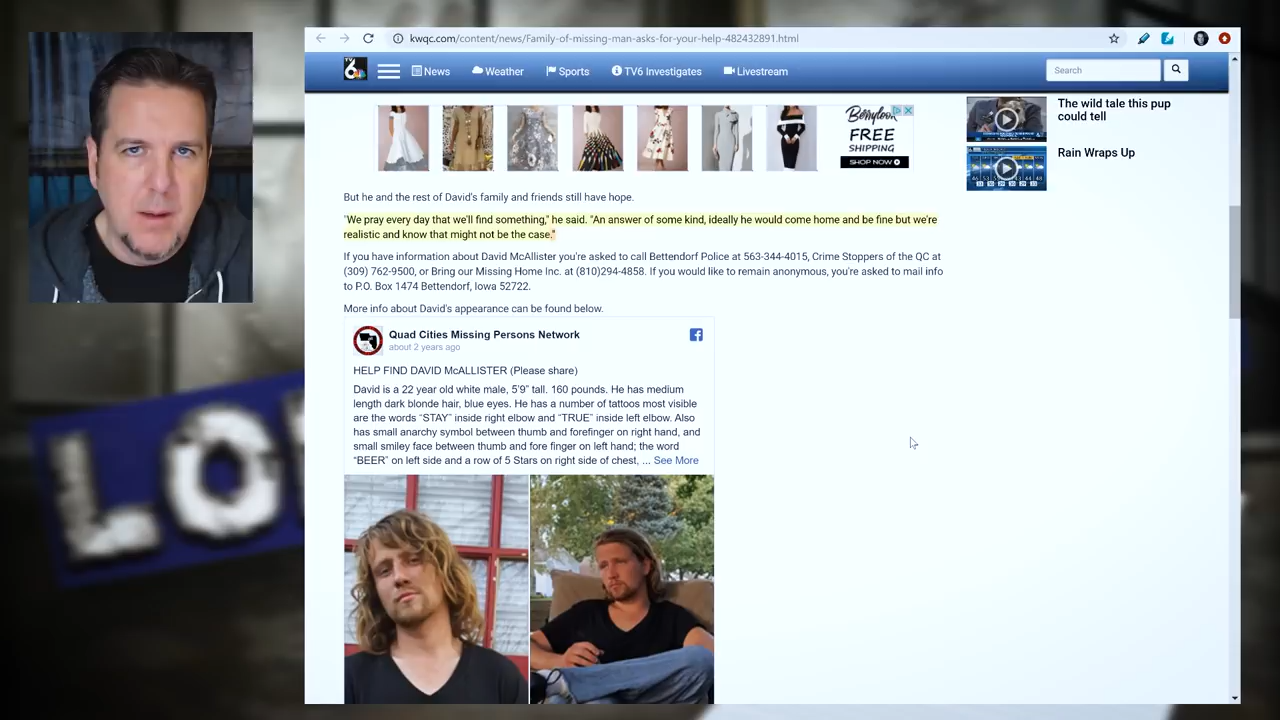 kwqc.com/content/news/Family-of-missing-man-asks-for-your-help-482432891.html
TV
6
News
Weather
Sports
TV6 Investigates
Livestream
Search
Berrylook
FREE
SHIPPING
SHOP NOW
The wild tale this pup
could tell
Rain Wraps Up
But he and the rest of David's family and friends still have hope.
"We pray every day that we'll find something," he said. "An answer of some kind, ideally he would come home and be fine but we're
realistic and know that might not be the case."
If you have information about David McAllister you're asked to call Bettendorf Police at 563-344-4015, Crime Stoppers of the QC at
(309) 762-9500, or Bring our Missing Home Inc. at (810)294-4858. If you would like to remain anonymous, you're asked to mail info
to P.O. Box 1474 Bettendorf, Iowa 52722.
More info about David's appearance can be found below.
Quad Cities Missing Persons Network
about 2 years ago
HELP FIND DAVID McALLISTER (Please share)
David is a 22 year old white male, 5'9" tall. 160 pounds. He has medium
length dark blonde hair, blue eyes. He has a number of tattoos most visible
are the words "STAY" inside right elbow and "TRUE" inside left elbow. Also
has small anarchy symbol between thumb and forefinger on right hand, and
small smiley face between thumb and fore finger on left hand; the word
"BEER" on left side and a row of 5 Stars on right side of chest, ... See More
LO